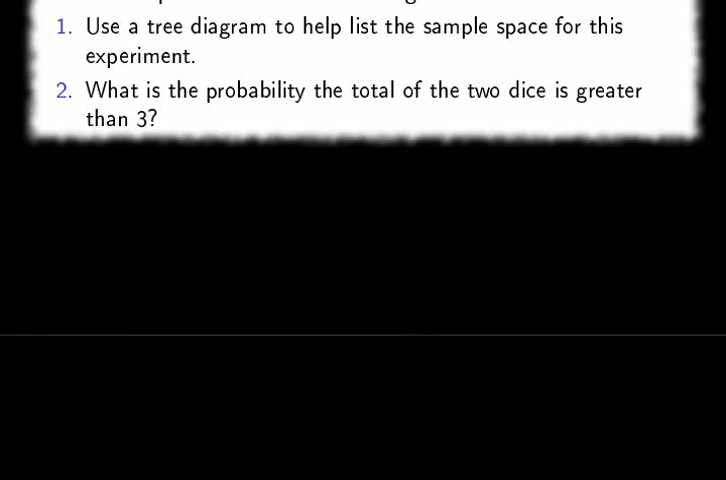 1. Use a tree diagram to help list the sample space for this
experiment.
2. What is the probability the total of the two dice is greater
than 3?